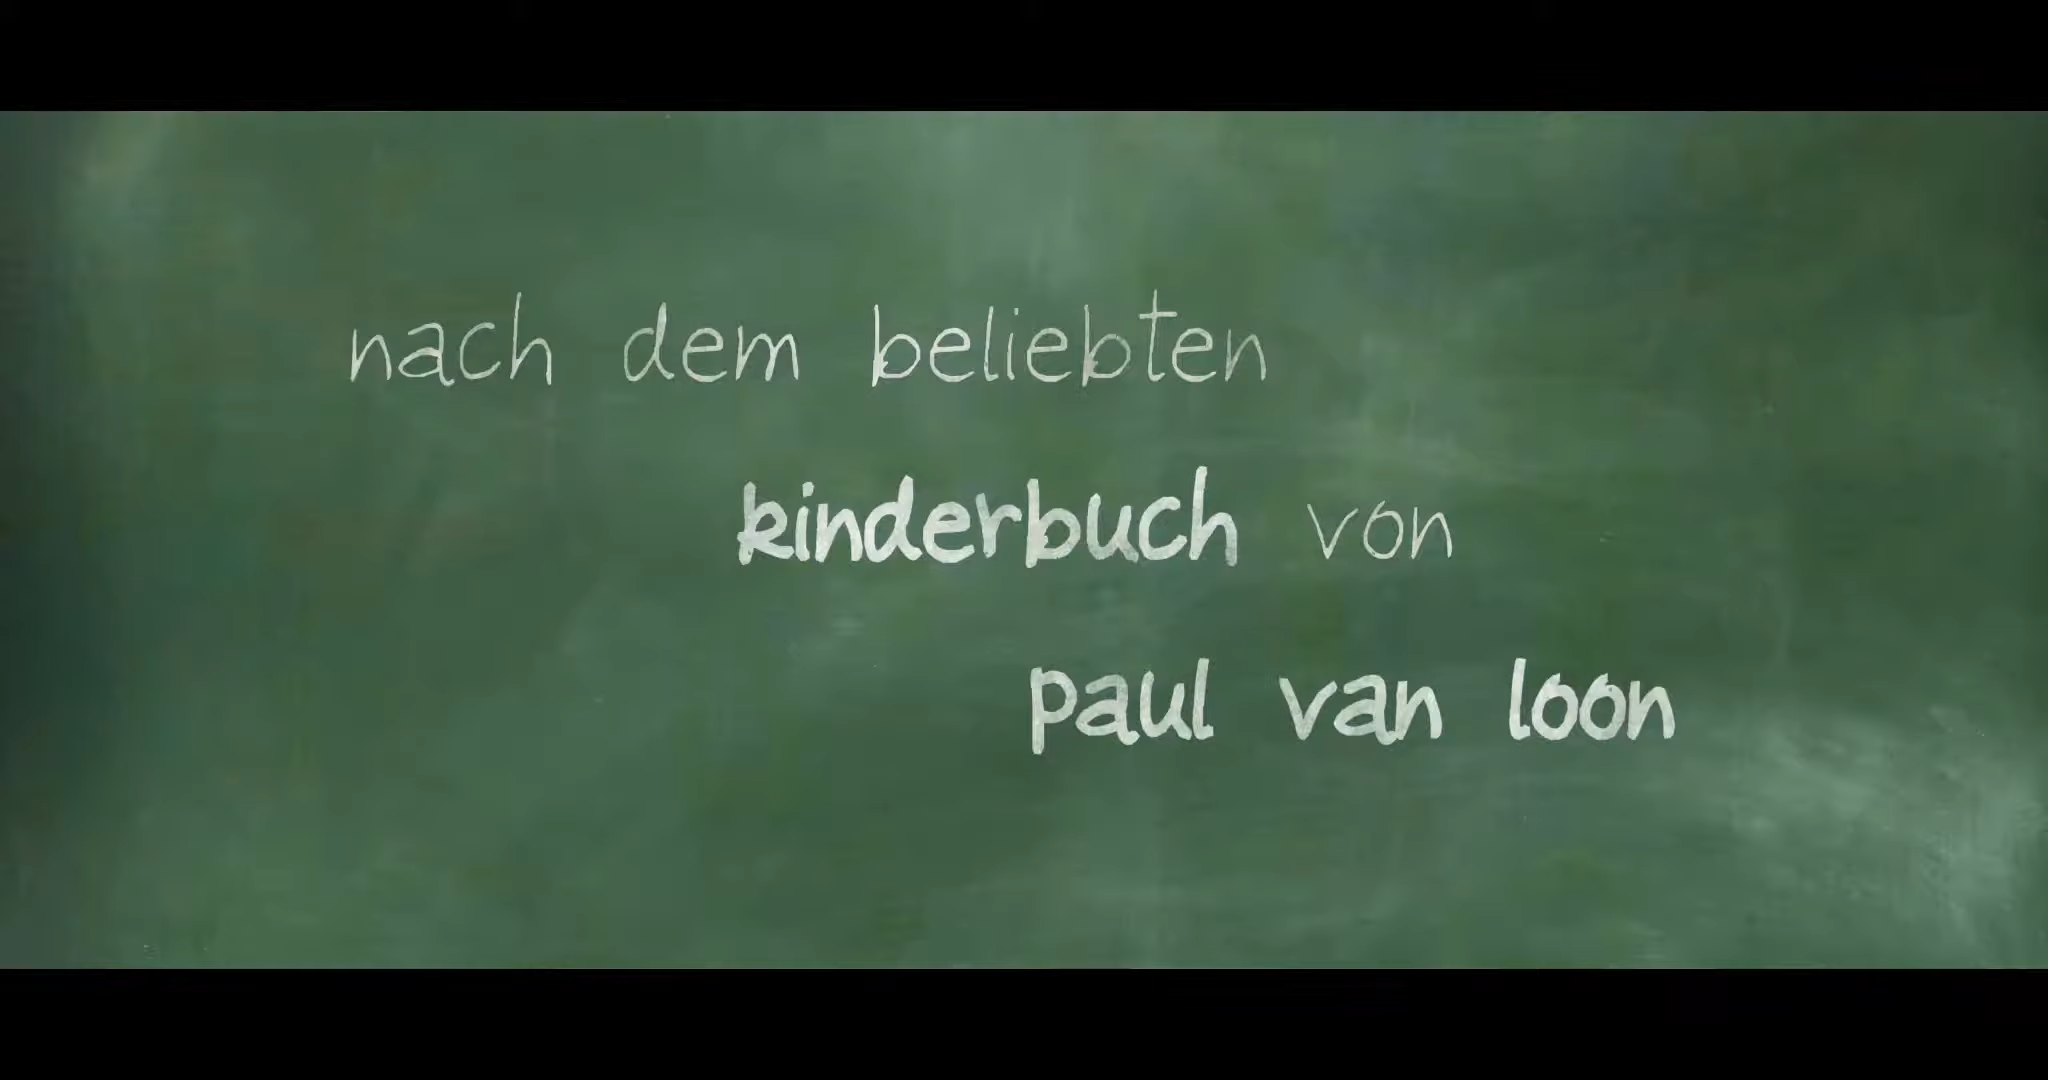 nach dem beliebten
kinderbuch von
paul van loon